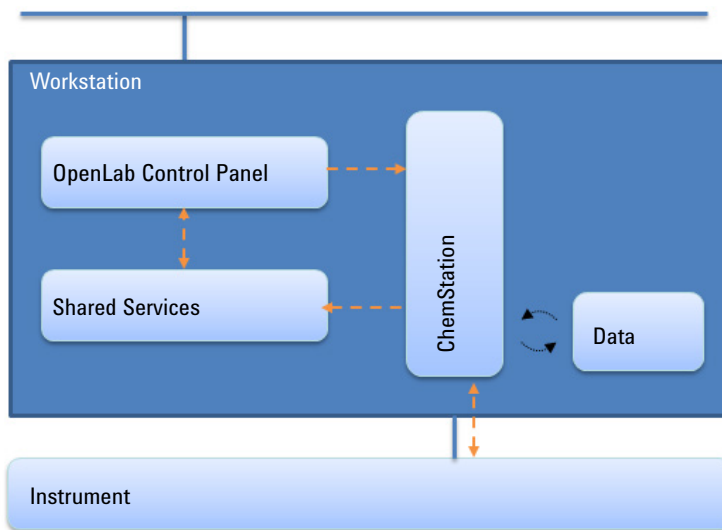 Workstation
OpenLab Control Panel
Shared Services
ChemStation
Data
Instrument